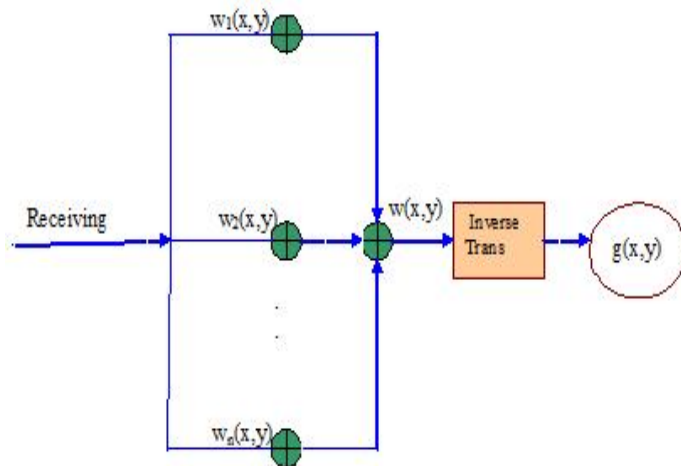 w₁(x,y)
Receiving
w₂(x,y)
w(x,y)
Inverse
Trans
g(x,y)
.
.
wₙ(x,y)